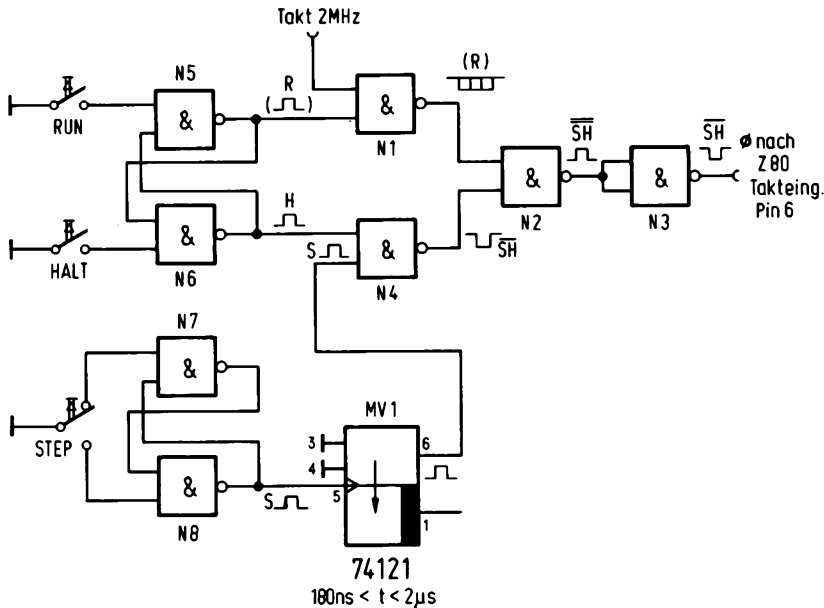 Takt 2MHz
(R)
N5
&
R
(⎍)
RUN
&
N1
SH̅
SH̅
ø nach
Z 80
Takteing.
Pin 6
&
N2
&
N3
N6
&
H
HALT
S
&
N4
SH̅
N7
&
STEP
&
N8
S
MV1
3
4
5
6
1
74121
180ns < t < 2µs